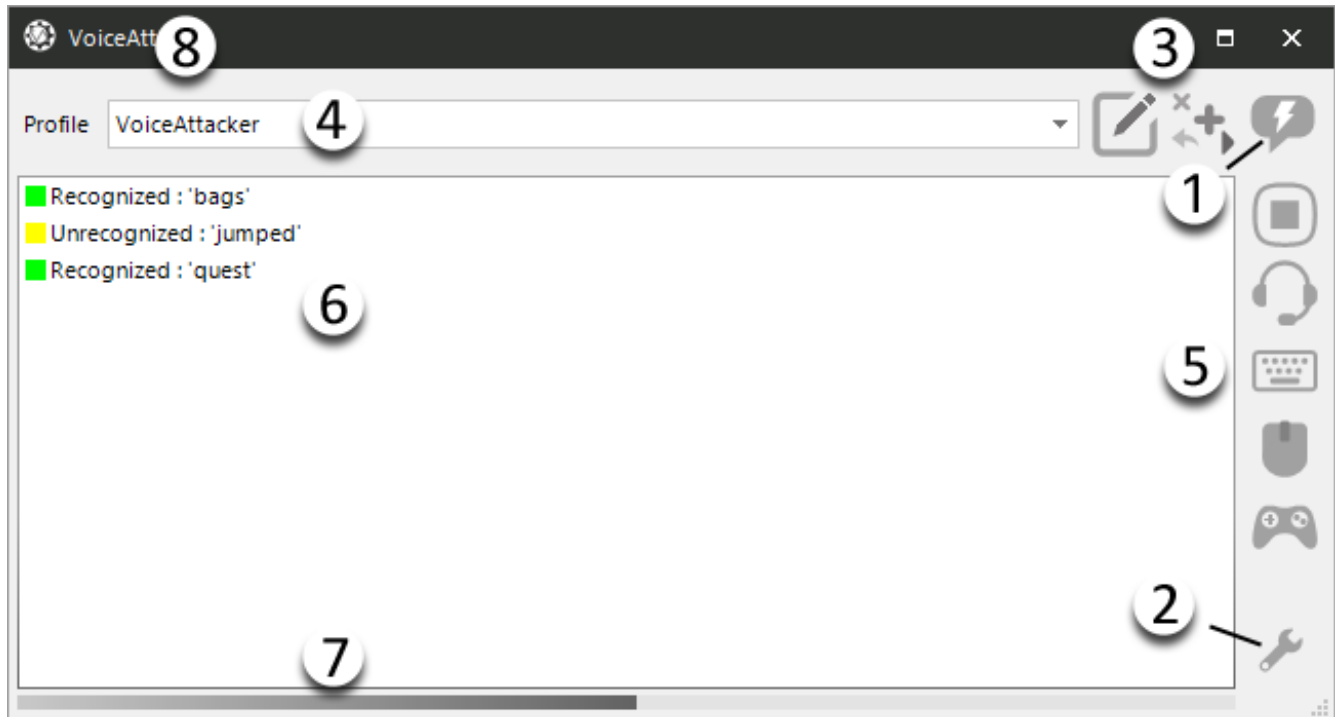 VoiceAtt
8
3
Profile VoiceAttacker
4
1
Recognized : 'bags'
Unrecognized : 'jumped'
Recognized : 'quest'
6
5
2
7